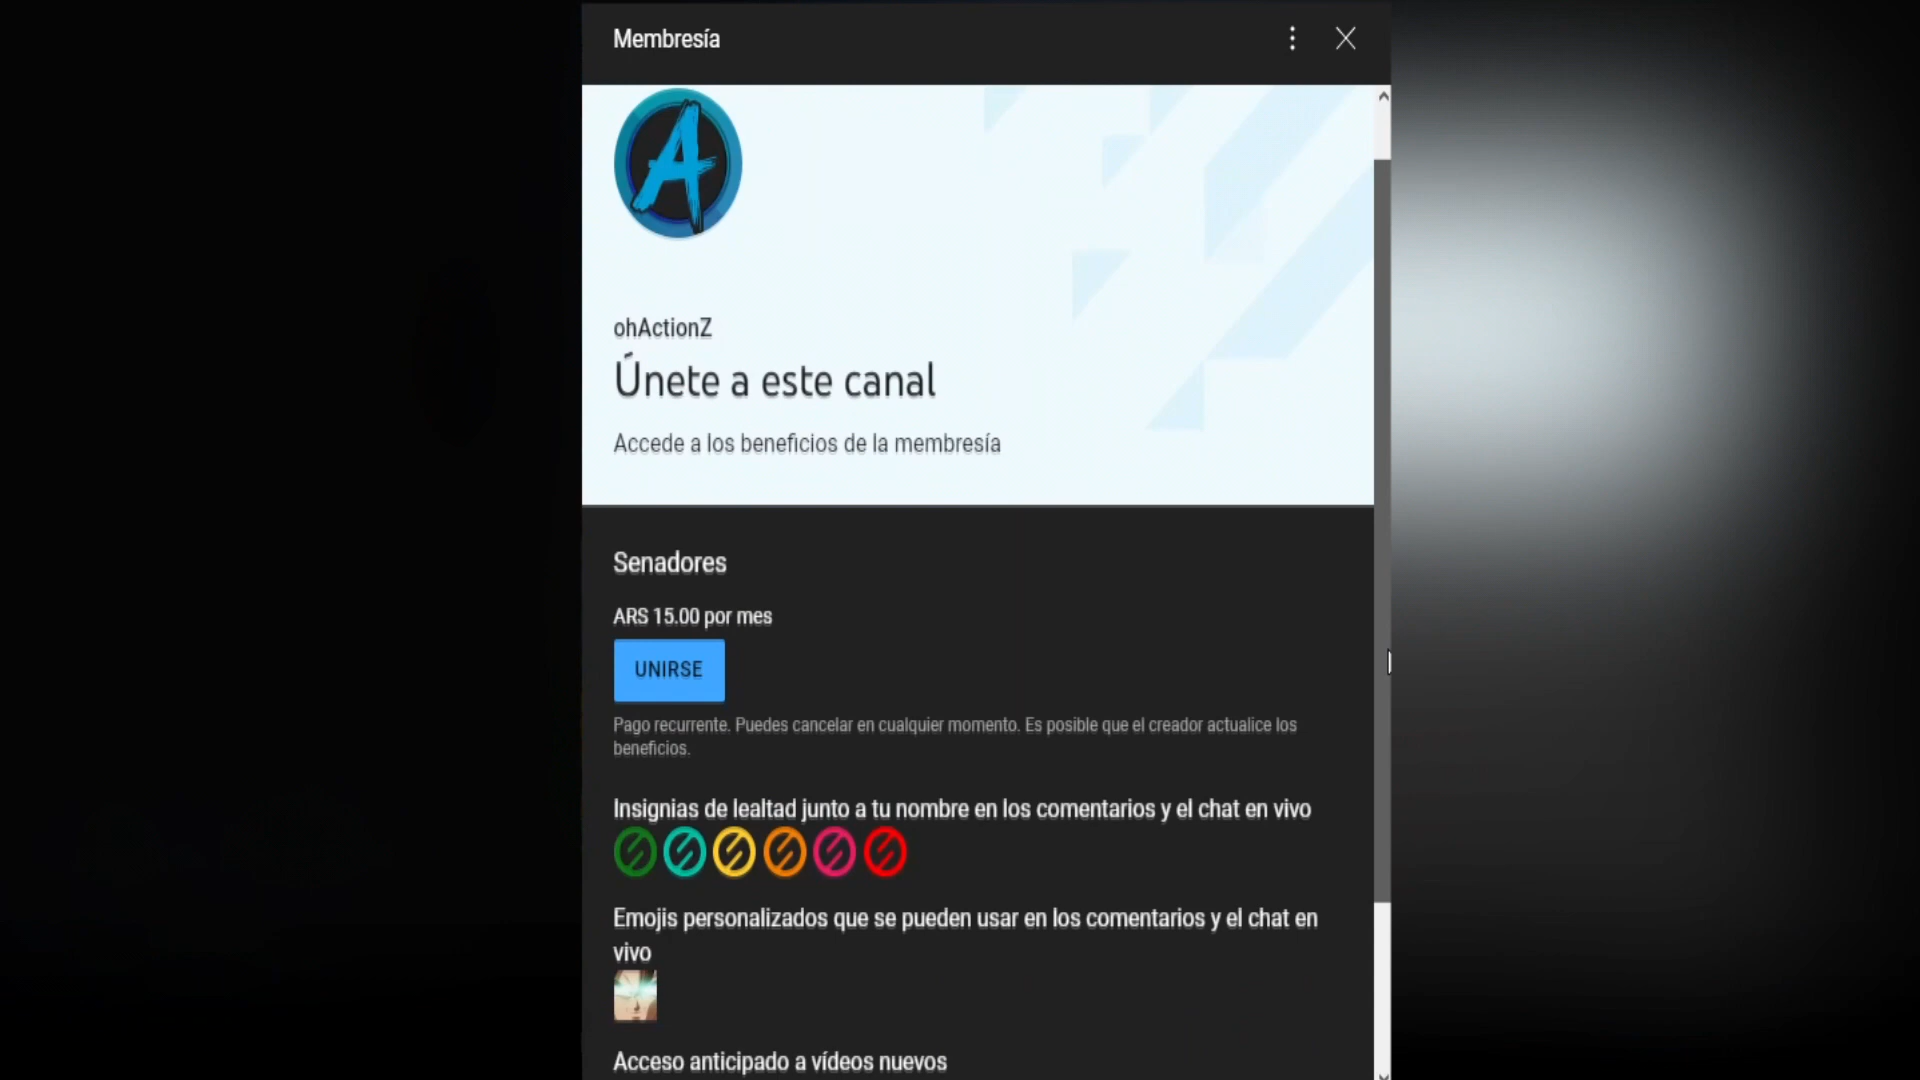 Membresía
A
ohActionZ
Únete a este canal
Accede a los beneficios de la membresía
Senadores
ARS 15.00 por mes
UNIRSE
Pago recurrente. Puedes cancelar en cualquier momento. Es posible que el creador actualice los
beneficios.
Insignias de lealtad junto a tu nombre en los comentarios y el chat en vivo
Emojis personalizados que se pueden usar en los comentarios y el chat en
vivo
Acceso anticipado a vídeos nuevos